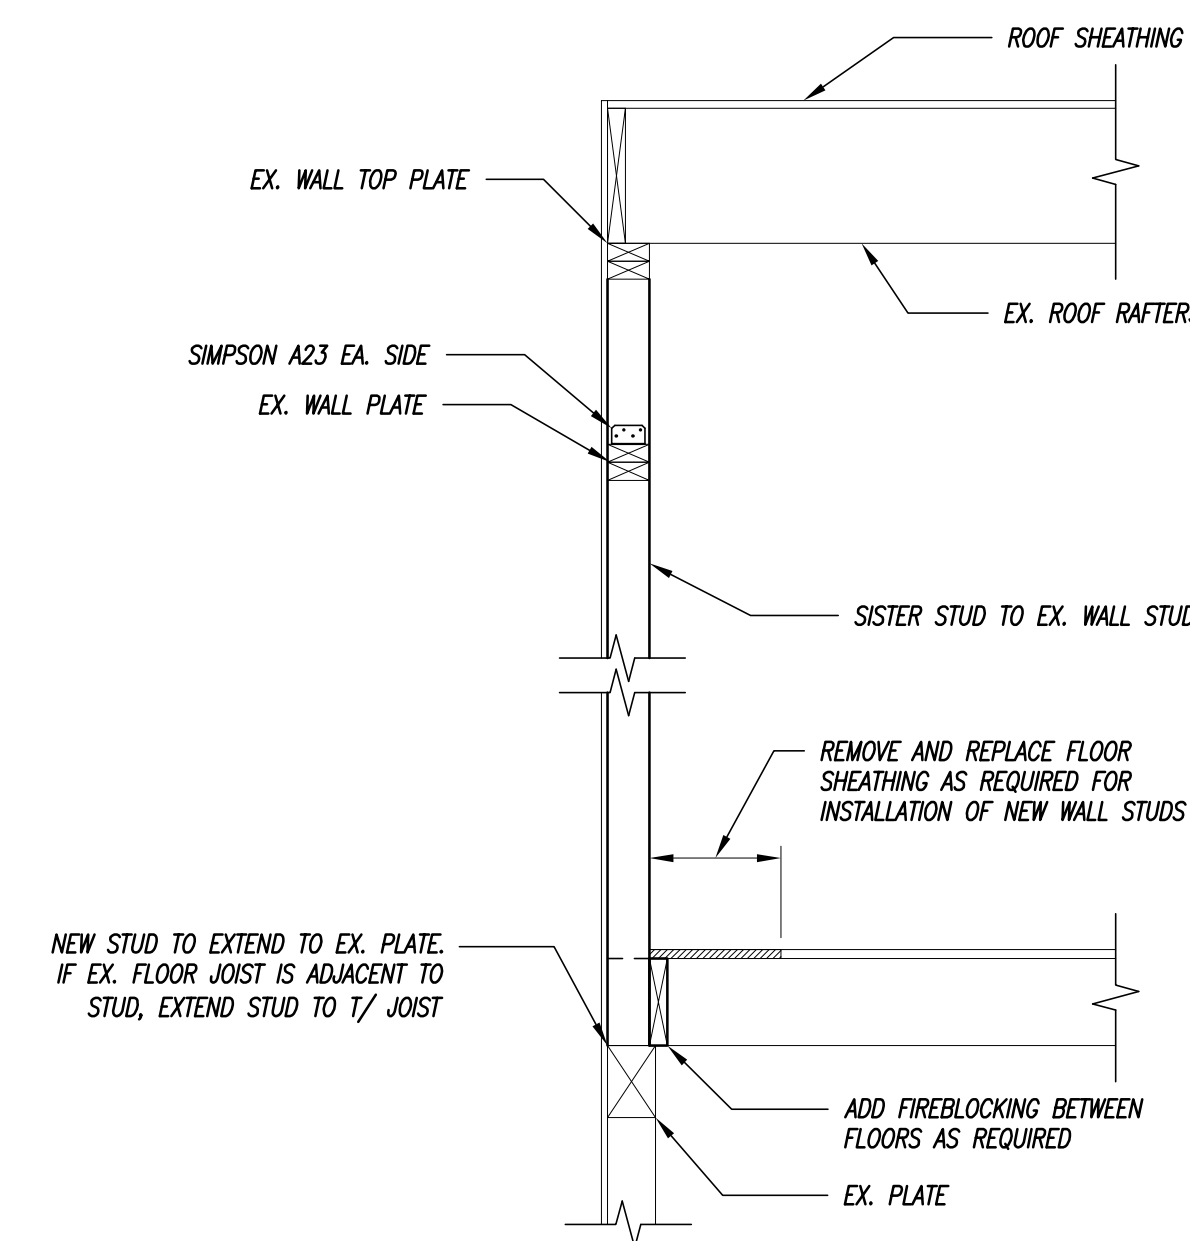 ROOF SHEATHING
EX. WALL TOP PLATE
EX. ROOF RAFTERS
SIMPSON A23 EA. SIDE
EX. WALL PLATE
SISTER STUD TO EX. WALL STUD
REMOVE AND REPLACE FLOOR
SHEATHING AS REQUIRED FOR
INSTALLATION OF NEW WALL STUDS
NEW STUD TO EXTEND TO EX. PLATE.
IF EX. FLOOR JOIST IS ADJACENT TO
STUD, EXTEND STUD TO T/ JOIST
ADD FIREBLOCKING BETWEEN
FLOORS AS REQUIRED
EX. PLATE